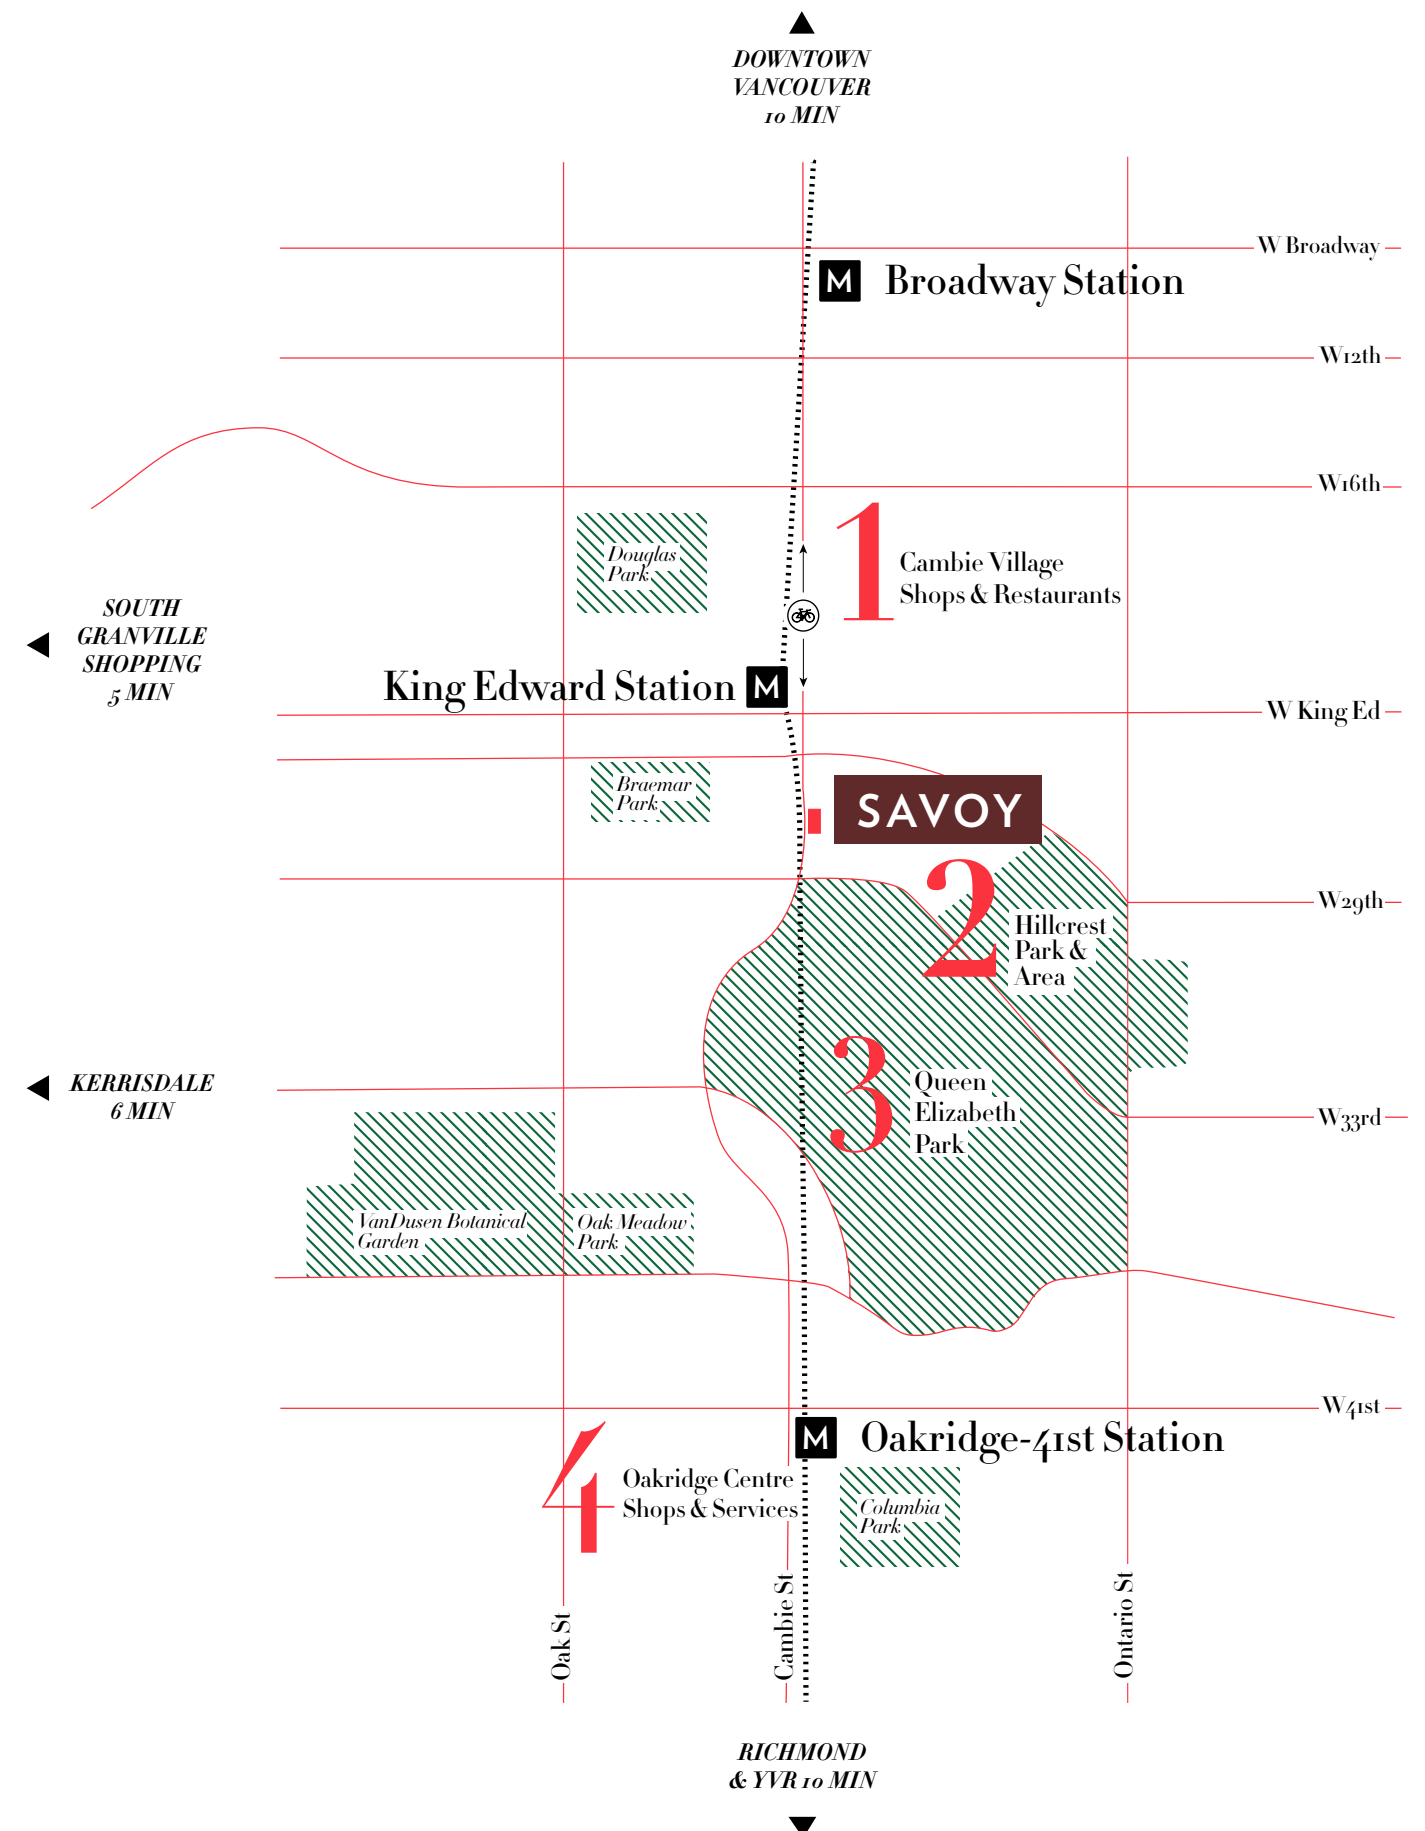 DOWNTOWN
VANCOUVER
10 MIN
W Broadway
M Broadway Station
W12th
W16th
1
Cambie Village
Shops & Restaurants
Douglas
Park
SOUTH
GRANVILLE
SHOPPING
5 MIN
King Edward Station M
W King Ed
Braemar
Park
SAVOY
2
W29th
Hillcrest
Park &
Area
3
Queen
Elizabeth
Park
KERRISDALE
6 MIN
W33rd
VanDusen Botanical
Garden
Oak Meadow
Park
W41st
M Oakridge-41st Station
4
Oakridge Centre
Shops & Services
Columbia
Park
Oak St
Cambie St
Ontario St
RICHMOND
& YVR 10 MIN